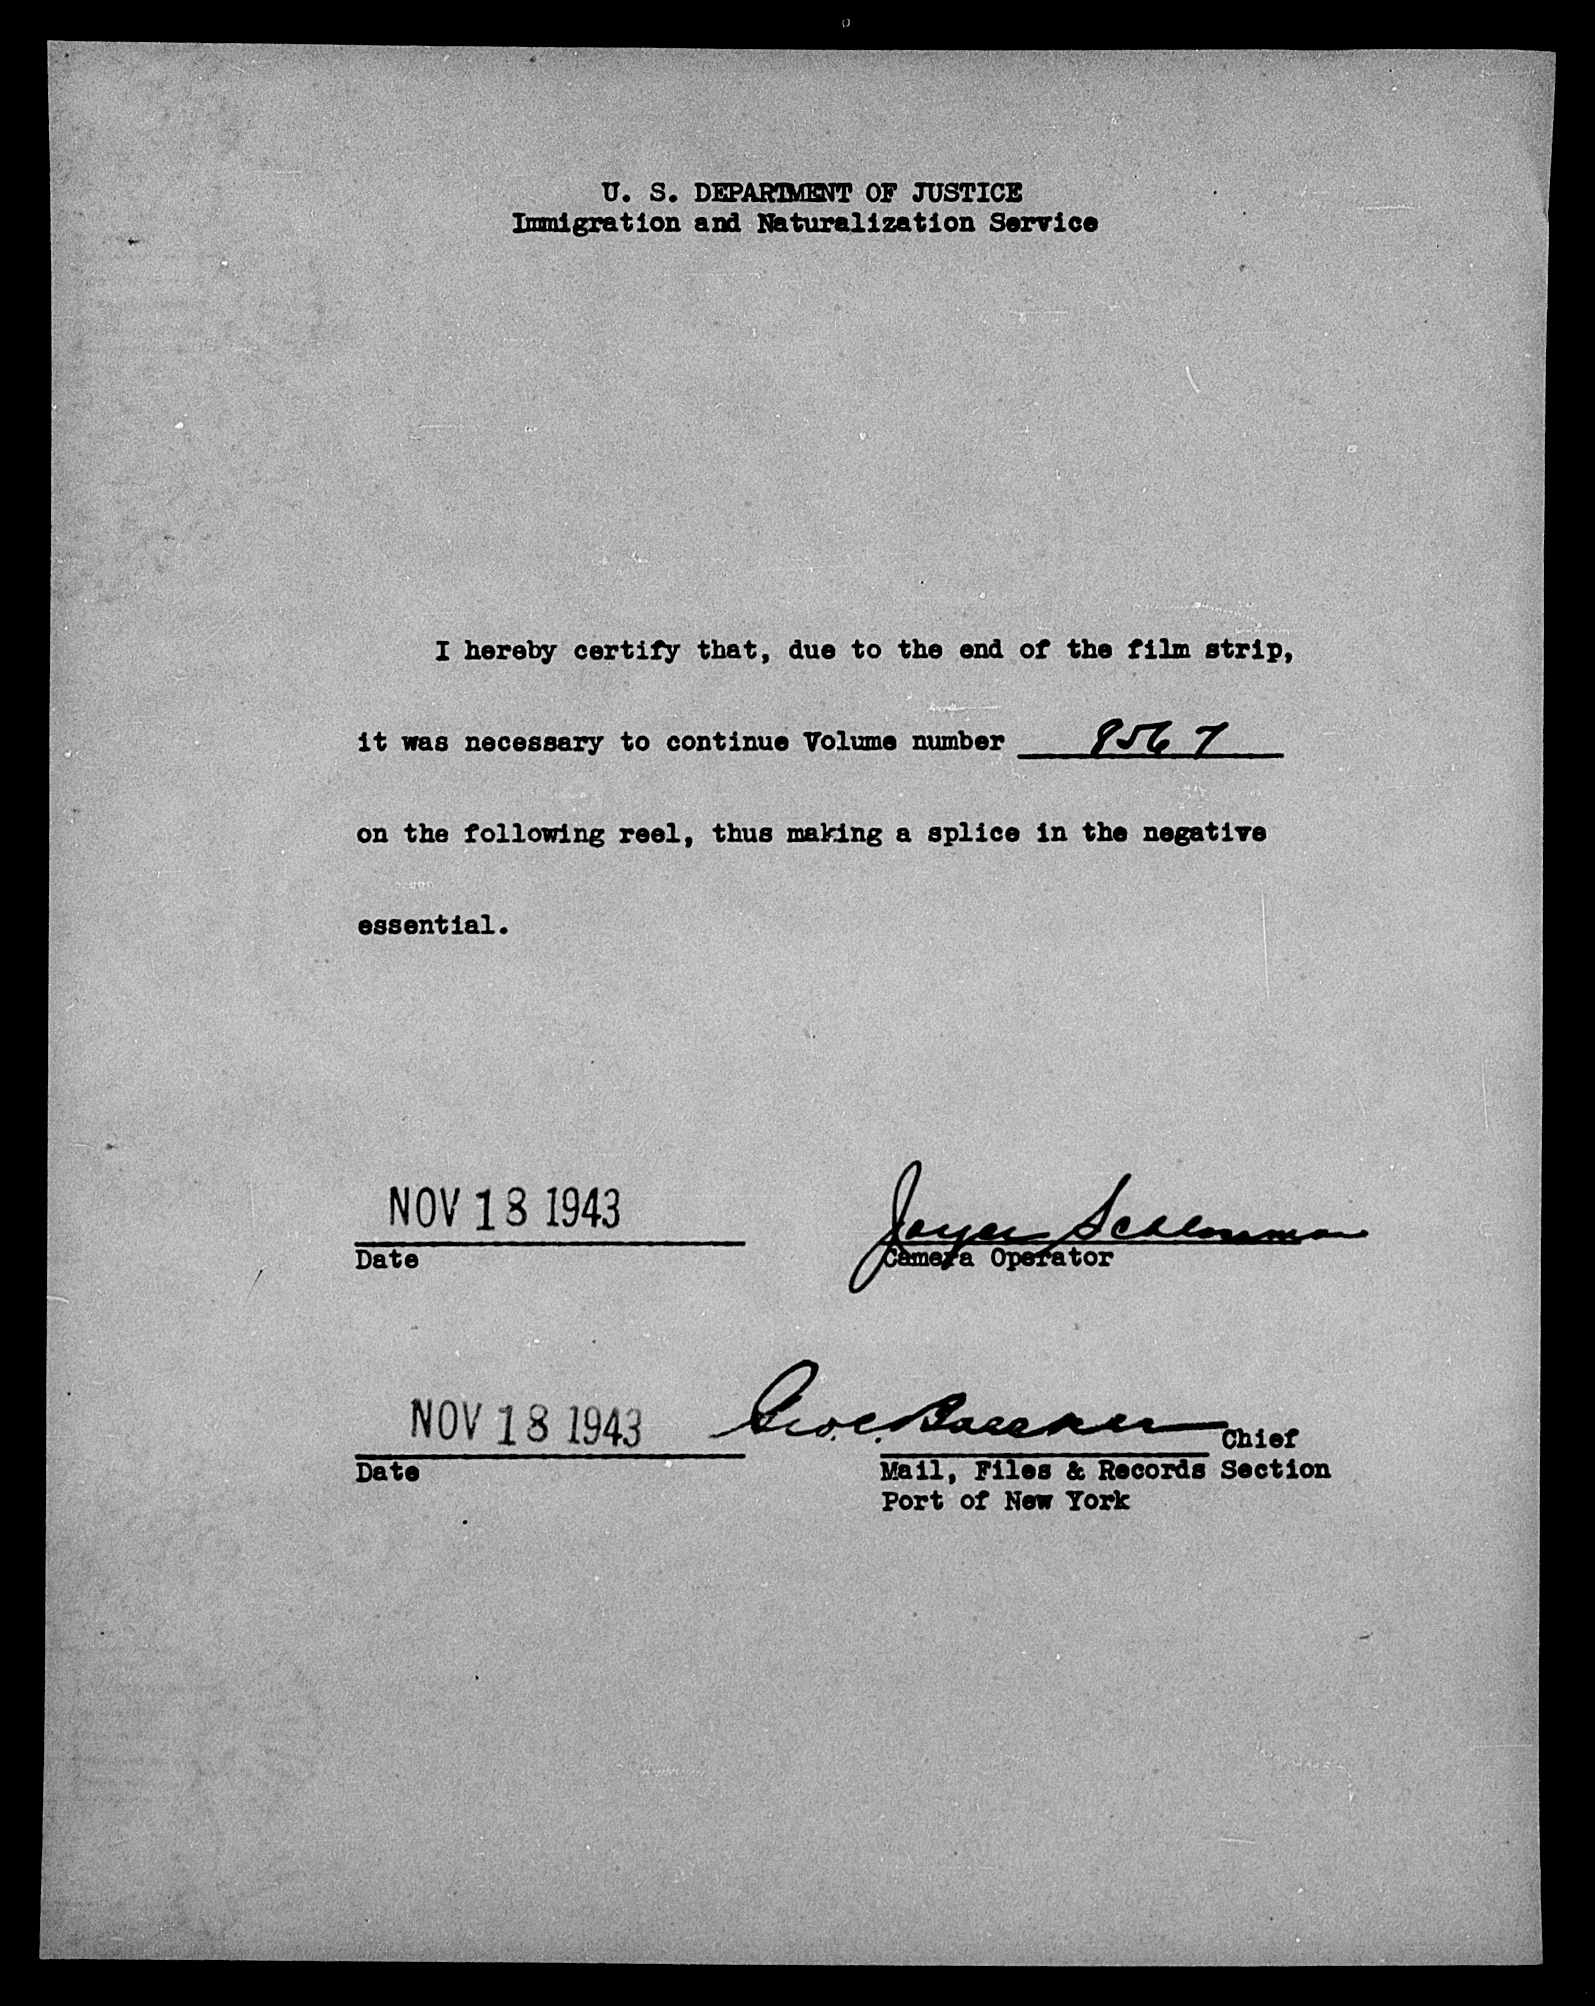 U. S. DEPARTMENT OF JUSTICE
Immigration and Naturalization Service
I hereby certify that, due to the end of the film strip,
it was necessary to continue Volume number 8567
on the following reel, thus making a splice in the negative
essential.
NOV 18 1943
Date
Joyce
Camera Operator
NOV 18 1943
Date
Geo. C.
Chief
Mail, Files & Records Section
Port of New York